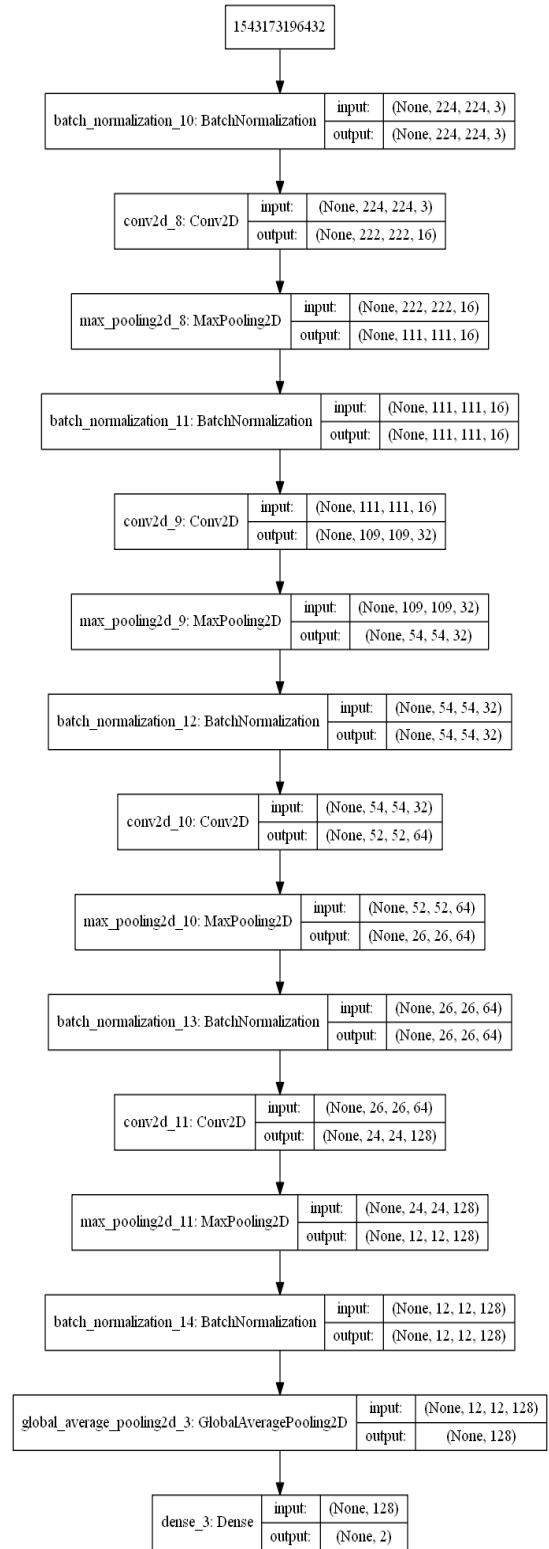 1543173196432
batch_normalization_10: BatchNormalization
input: (None, 224, 224, 3)
output: (None, 224, 224, 3)
conv2d_8: Conv2D
input: (None, 224, 224, 3)
output: (None, 222, 222, 16)
max_pooling2d_8: MaxPooling2D
input: (None, 222, 222, 16)
output: (None, 111, 111, 16)
batch_normalization_11: BatchNormalization
input: (None, 111, 111, 16)
output: (None, 111, 111, 16)
conv2d_9: Conv2D
input: (None, 111, 111, 16)
output: (None, 109, 109, 32)
max_pooling2d_9: MaxPooling2D
input: (None, 109, 109, 32)
output: (None, 54, 54, 32)
batch_normalization_12: BatchNormalization
input: (None, 54, 54, 32)
output: (None, 54, 54, 32)
conv2d_10: Conv2D
input: (None, 54, 54, 32)
output: (None, 52, 52, 64)
max_pooling2d_10: MaxPooling2D
input: (None, 52, 52, 64)
output: (None, 26, 26, 64)
batch_normalization_13: BatchNormalization
input: (None, 26, 26, 64)
output: (None, 26, 26, 64)
conv2d_11: Conv2D
input: (None, 26, 26, 64)
output: (None, 24, 24, 128)
max_pooling2d_11: MaxPooling2D
input: (None, 24, 24, 128)
output: (None, 12, 12, 128)
batch_normalization_14: BatchNormalization
input: (None, 12, 12, 128)
output: (None, 12, 12, 128)
global_average_pooling2d_3: GlobalAveragePooling2D
input: (None, 12, 12, 128)
output: (None, 128)
dense_3: Dense
input: (None, 128)
output: (None, 2)